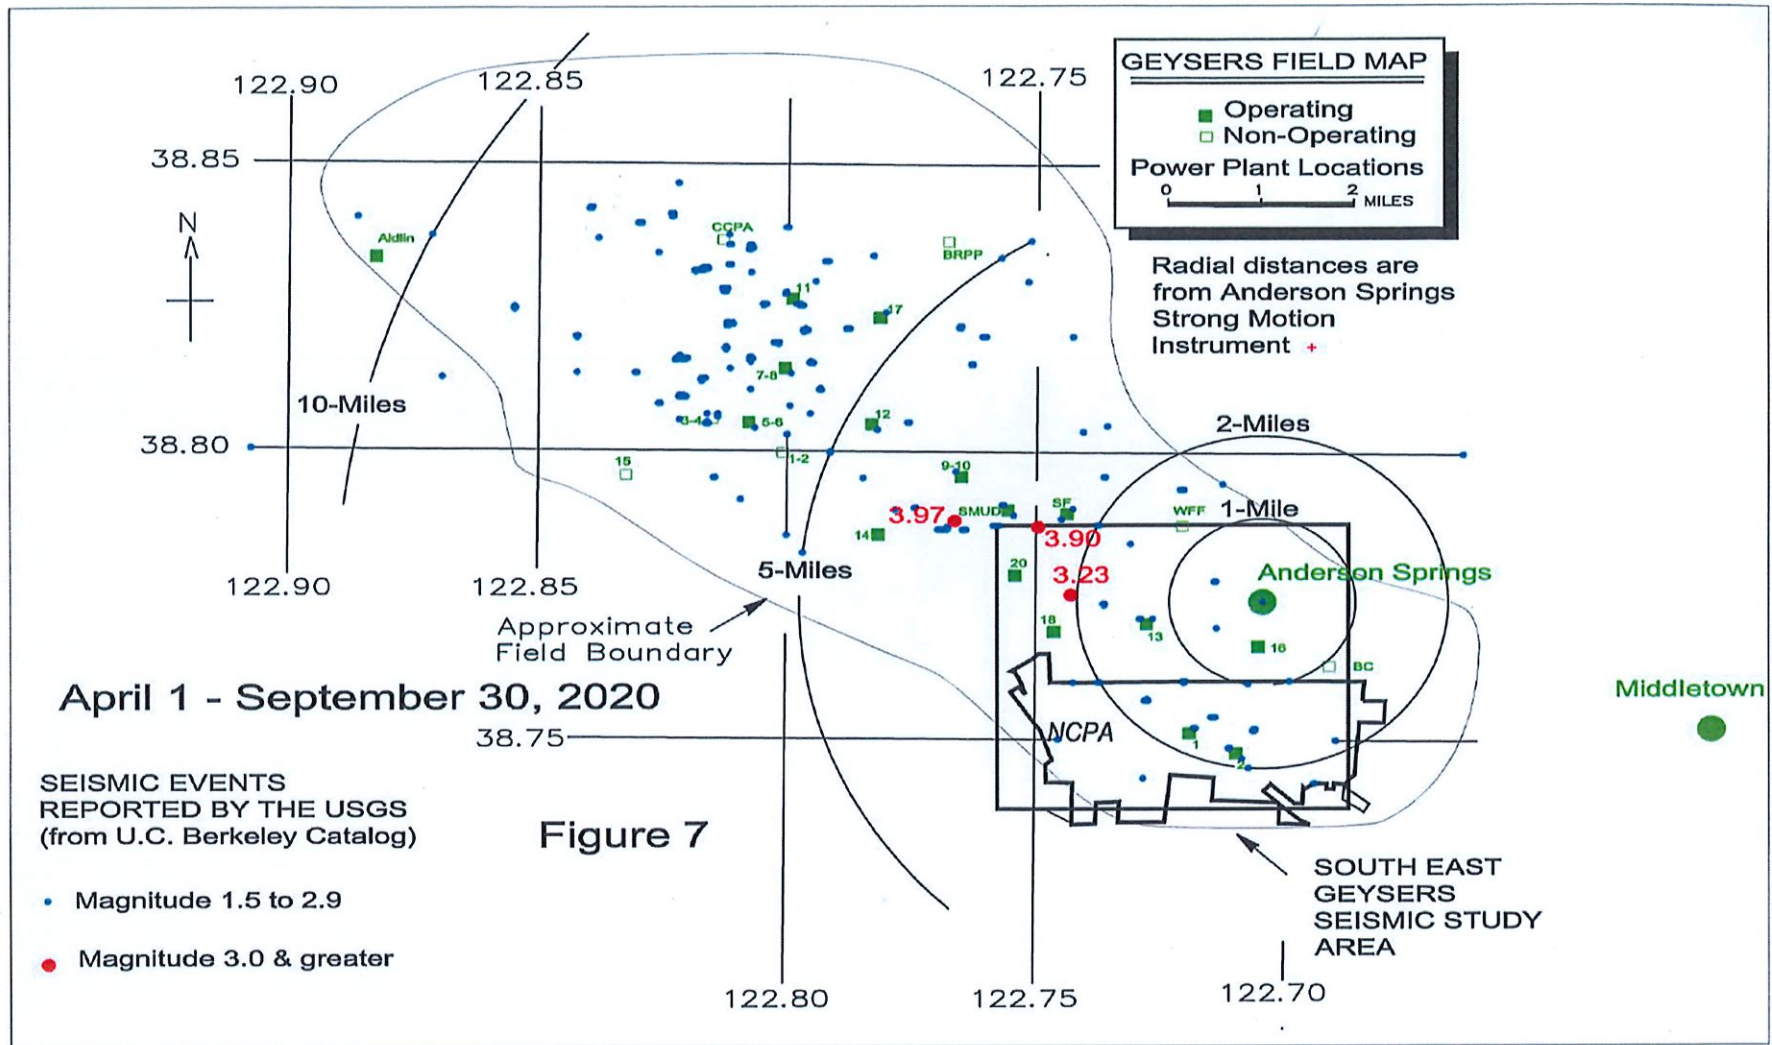 122.90
122.85
122.75
GEYSERS FIELD MAP
Operating
Non-Operating
Power Plant Locations
0 1 2
MILES
38.85
N
Aidlin
CCPA
BRPP
Radial distances are
from Anderson Springs
Strong Motion
Instrument +
11
17
7-8
10-Miles
12
5-6
2-Miles
38.80
1-2
15
9-10
1-Mile
3.97
SMUD
SF
WFF
14
3.90
5-Miles
20
3.23
Anderson Springs
122.90
122.85
Approximate
Field Boundary
18
13
16
BC
April 1 - September 30, 2020
Middletown
38.75
NCPA
1
2
SEISMIC EVENTS
REPORTED BY THE USGS
(from U.C. Berkeley Catalog)
Figure 7
Magnitude 1.5 to 2.9
Magnitude 3.0 & greater
SOUTH EAST
GEYSERS
SEISMIC STUDY
AREA
122.80
122.75
122.70